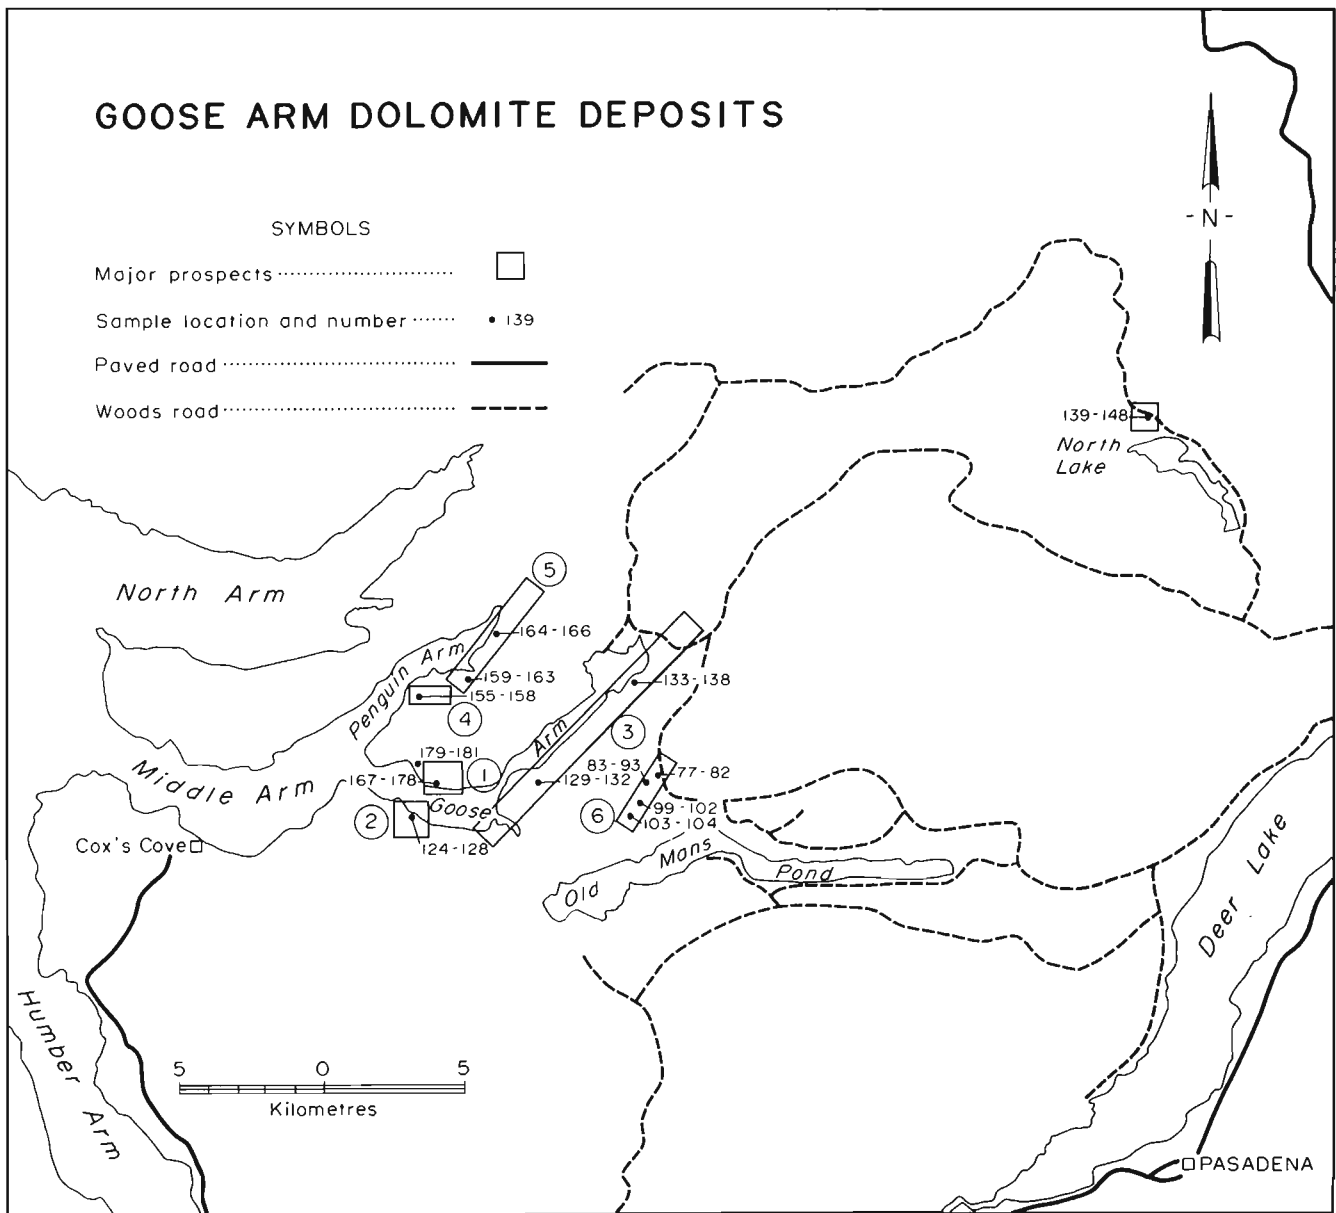 GOOSE ARM DOLOMITE DEPOSITS
SYMBOLS
Major prospects
Sample location and number • 139
Paved road
Woods road
- N -
139-148
North
Lake
North Arm
5
164-166
Penguin Arm
159-163
155-158
4
133-138
Arm
3
179-181
Middle Arm
167-178
1
83-93
77-82
129-132
Goose
99-102
2
6
103-104
Cox's Cove
124-128
Old Mans Pond
Deer Lake
Humber Arm
5 0 5
Kilometres
PASADENA